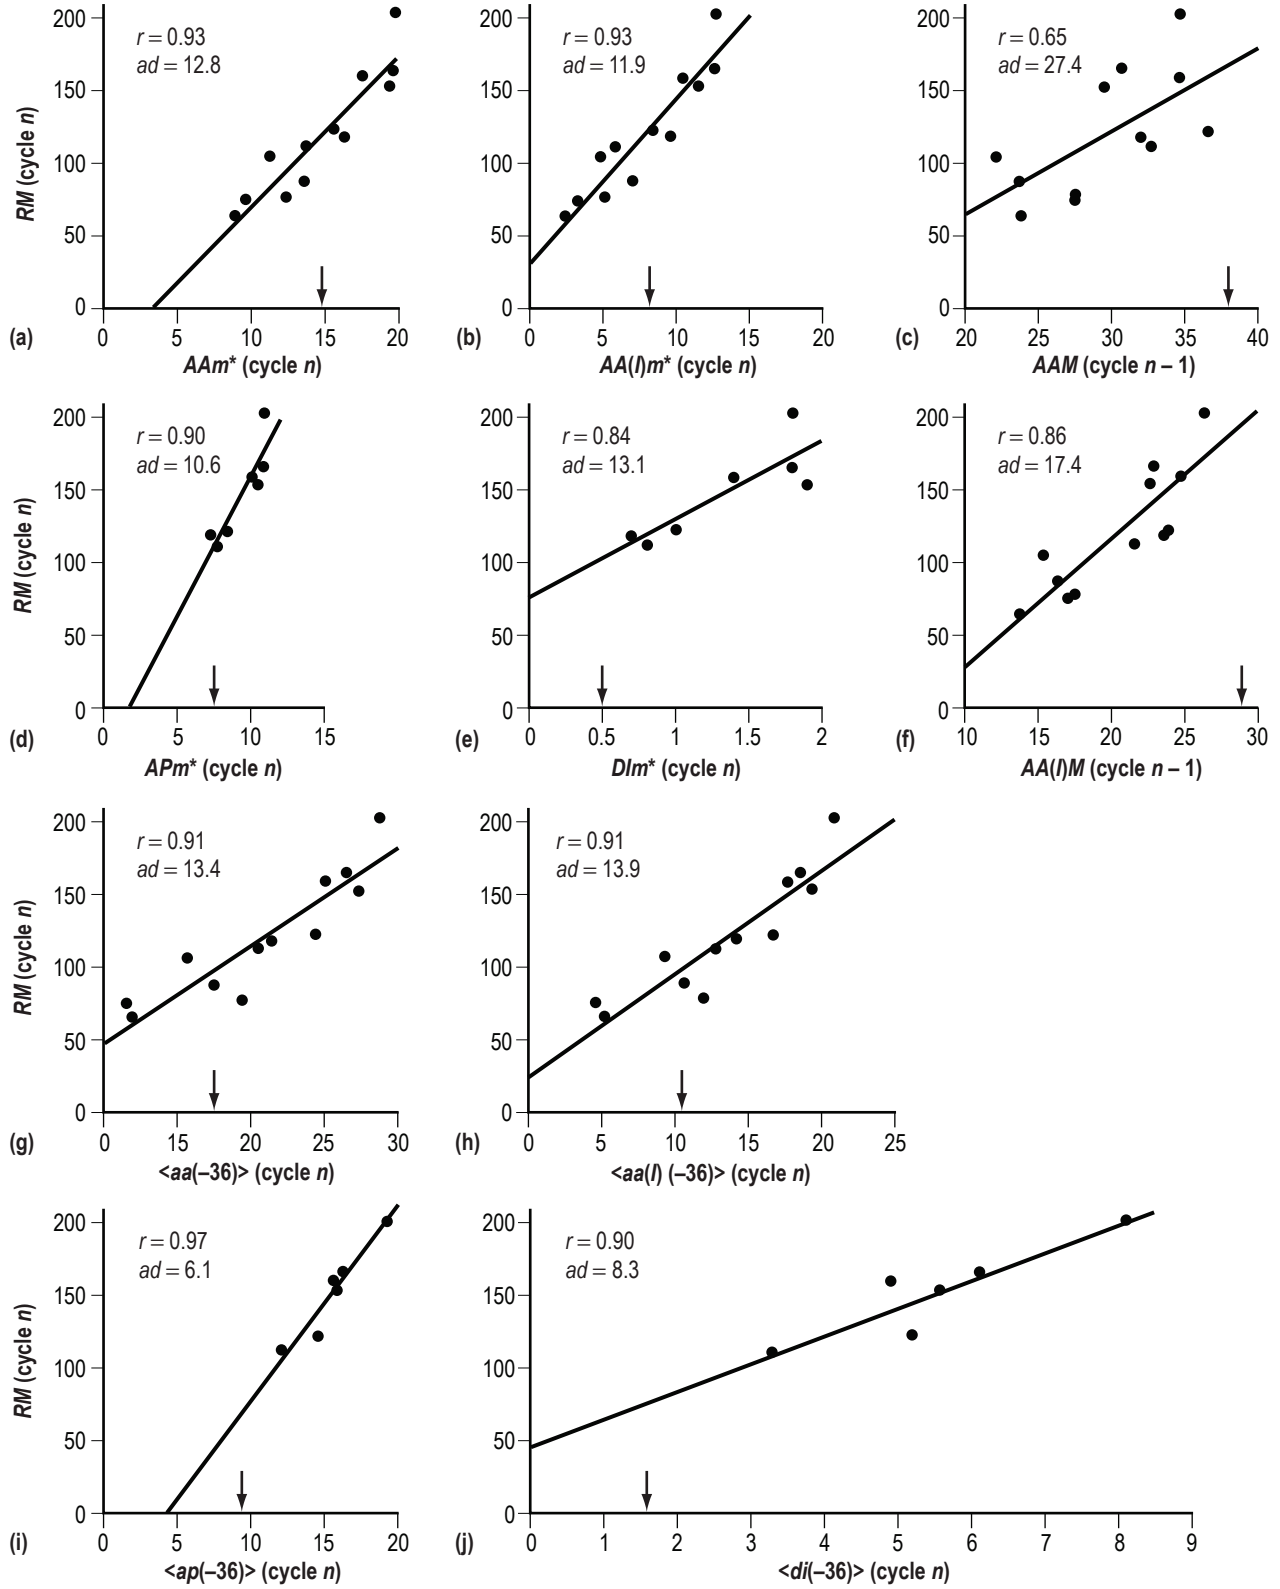 r = 0.93
ad = 12.8
200
150
100
50
0
RM (cycle n)
0 5 10 15 20
(a)
AAm* (cycle n)
r = 0.93
ad = 11.9
200
150
100
50
0
0 5 10 15 20
(b)
AA(I)m* (cycle n)
r = 0.65
ad = 27.4
200
150
100
50
0
20 25 30 35 40
(c)
AAM (cycle n – 1)
r = 0.90
ad = 10.6
200
150
100
50
0
RM (cycle n)
0 5 10 15
(d)
APm* (cycle n)
r = 0.84
ad = 13.1
200
150
100
50
0
0 0.5 1 1.5 2
(e)
DIm* (cycle n)
r = 0.86
ad = 17.4
200
150
100
50
0
10 15 20 25 30
(f)
AA(I)M (cycle n – 1)
r = 0.91
ad = 13.4
200
150
100
50
0
RM (cycle n)
0 15 20 25 30
(g)
<aa(–36)> (cycle n)
r = 0.91
ad = 13.9
200
150
100
50
0
0 5 10 15 20 25
(h)
<aa(I) (–36)> (cycle n)
r = 0.97
ad = 6.1
200
150
100
50
0
RM (cycle n)
0 5 10 15 20
(i)
<ap(–36)> (cycle n)
r = 0.90
ad = 8.3
200
150
100
50
0
0 1 2 3 4 5 6 7 8 9
(j)
<di(–36)> (cycle n)